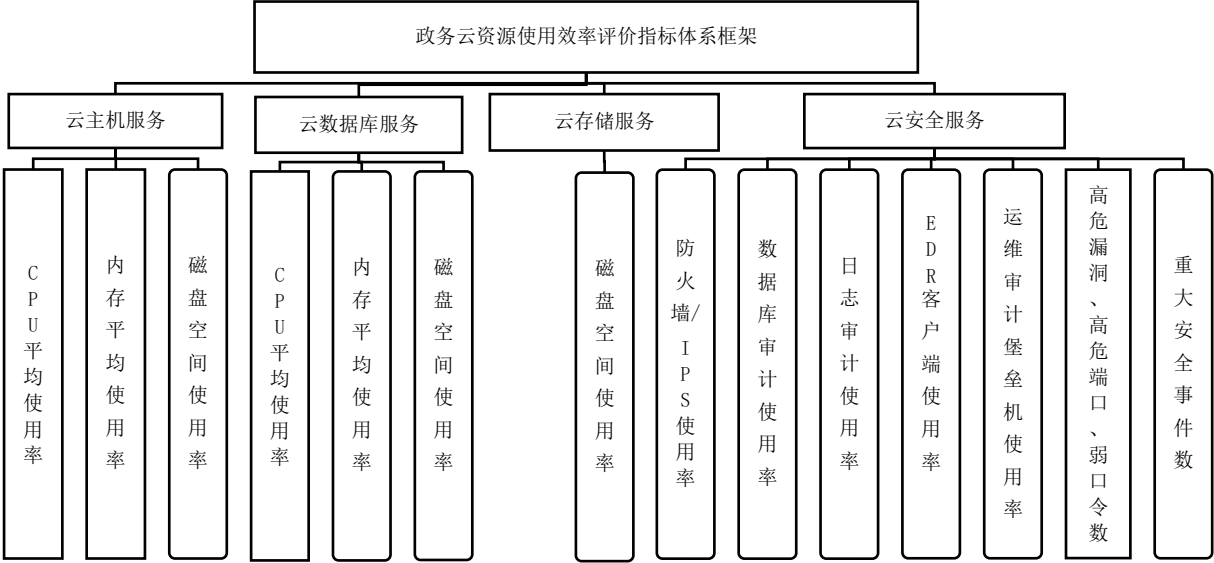 政务云资源使用效率评价指标体系框架
云主机服务
云数据库服务
云存储服务
云安全服务
CPU平均使用率
内存平均使用率
磁盘空间使用率
CPU平均使用率
内存平均使用率
磁盘空间使用率
磁盘空间使用率
防火墙/IPS使用率
数据库审计使用率
日志审计使用率
EDR客户端使用率
运维审计堡垒机使用率
高危漏洞、高危端口、弱口令数
重大安全事件数